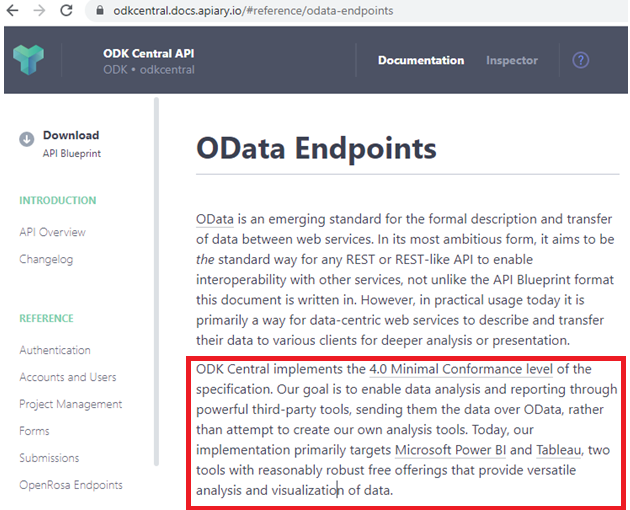 odkcentral.docs.apiary.io/#reference/odata-endpoints
ODK Central API
ODK • odkcentral
Documentation
Inspector
?
Download
API Blueprint
INTRODUCTION
API Overview
Changelog
REFERENCE
Authentication
Accounts and Users
Project Management
Forms
Submissions
OpenRosa Endpoints
OData Endpoints
OData is an emerging standard for the formal description and transfer
of data between web services. In its most ambitious form, it aims to be
the standard way for any REST or REST-like API to enable
interoperability with other services, not unlike the API Blueprint format
this document is written in. However, in practical usage today it is
primarily a way for data-centric web services to describe and transfer
their data to various clients for deeper analysis or presentation.
ODK Central implements the 4.0 Minimal Conformance level of the
specification. Our goal is to enable data analysis and reporting through
powerful third-party tools, sending them the data over OData, rather
than attempt to create our own analysis tools. Today, our
implementation primarily targets Microsoft Power BI and Tableau, two
tools with reasonably robust free offerings that provide versatile
analysis and visualization of data.